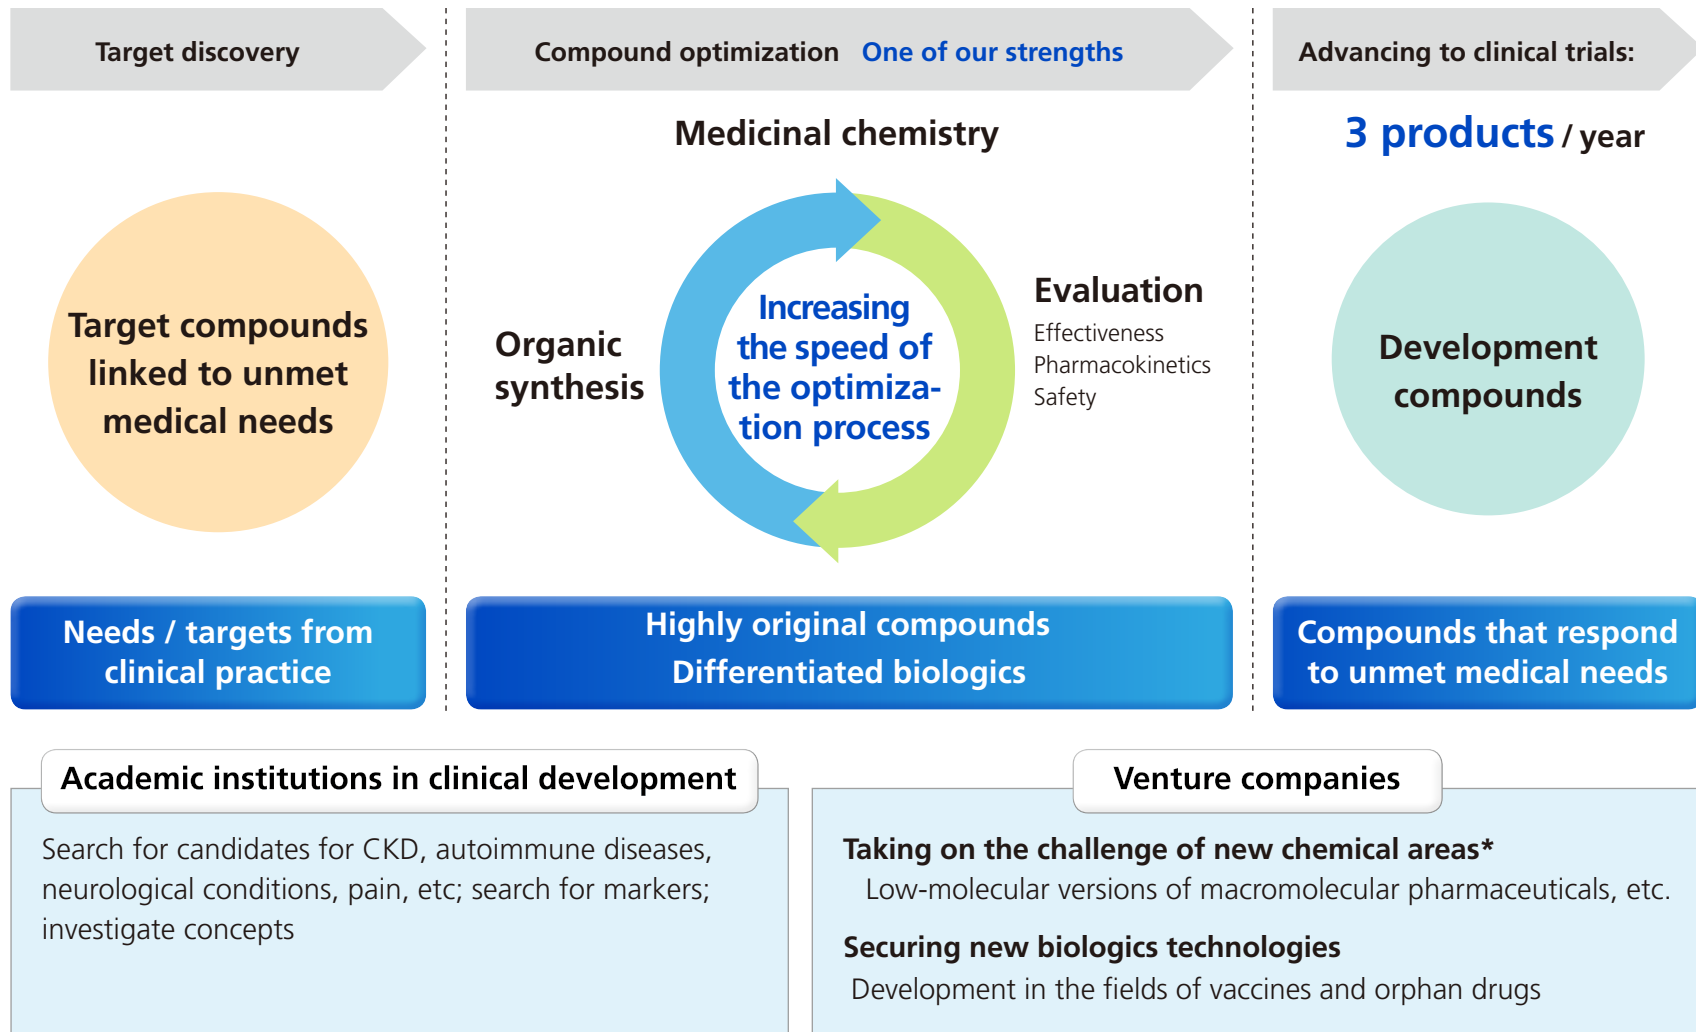 Target discovery
Compound optimization One of our strengths
Advancing to clinical trials:
3 products / year
Target compounds
linked to unmet
medical needs
Medicinal chemistry
Organic
synthesis
Increasing
the speed of
the optimiza-
tion process
Evaluation
Effectiveness
Pharmacokinetics
Safety
Development
compounds
Needs / targets from
clinical practice
Highly original compounds
Differentiated biologics
Compounds that respond
to unmet medical needs
Academic institutions in clinical development
Search for candidates for CKD, autoimmune diseases,
neurological conditions, pain, etc; search for markers;
investigate concepts
Venture companies
Taking on the challenge of new chemical areas*
Low-molecular versions of macromolecular pharmaceuticals, etc.
Securing new biologics technologies
Development in the fields of vaccines and orphan drugs